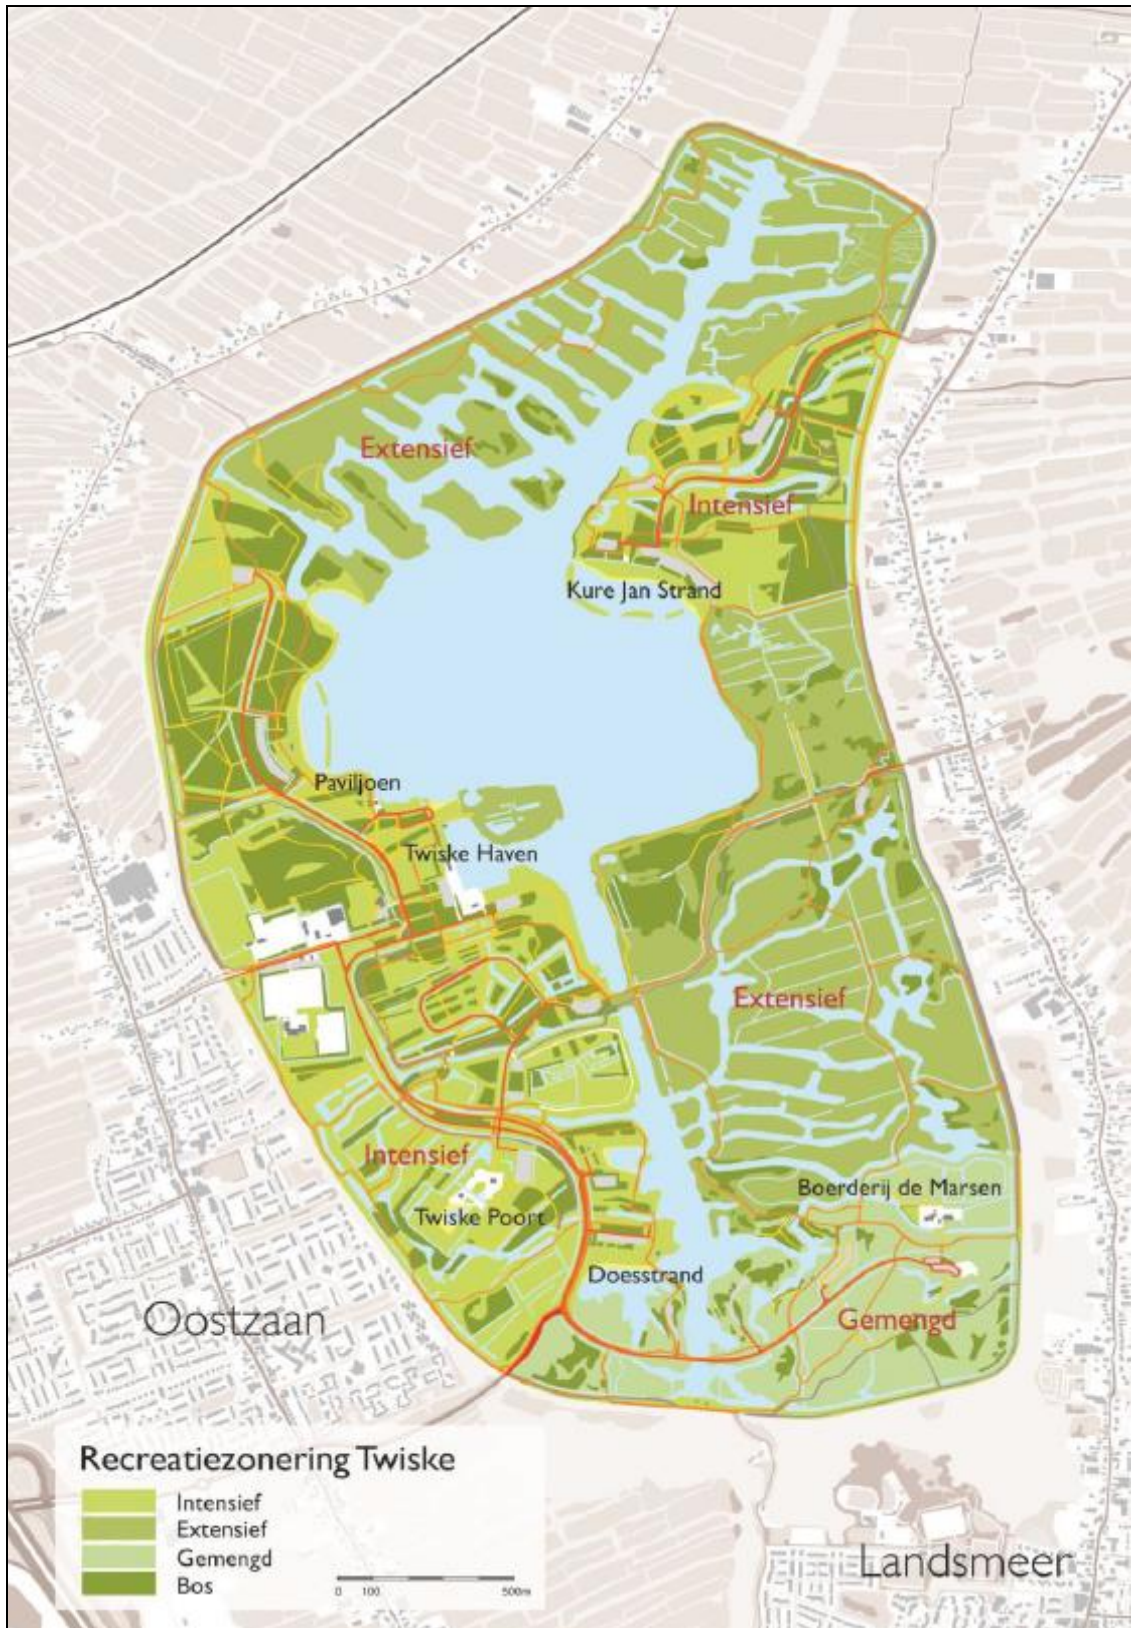 Extensief
Intensief
Kure Jan Strand
Paviljoen
Twiske Haven
Extensief
Intensief
Boerderij de Marsen
Twiske Poort
Doesstrand
Oostzaan
Gemengd
Recreatiezonering Twiske
Intensief
Extensief
Gemengd
Bos
0 100 500m
Landsmeer